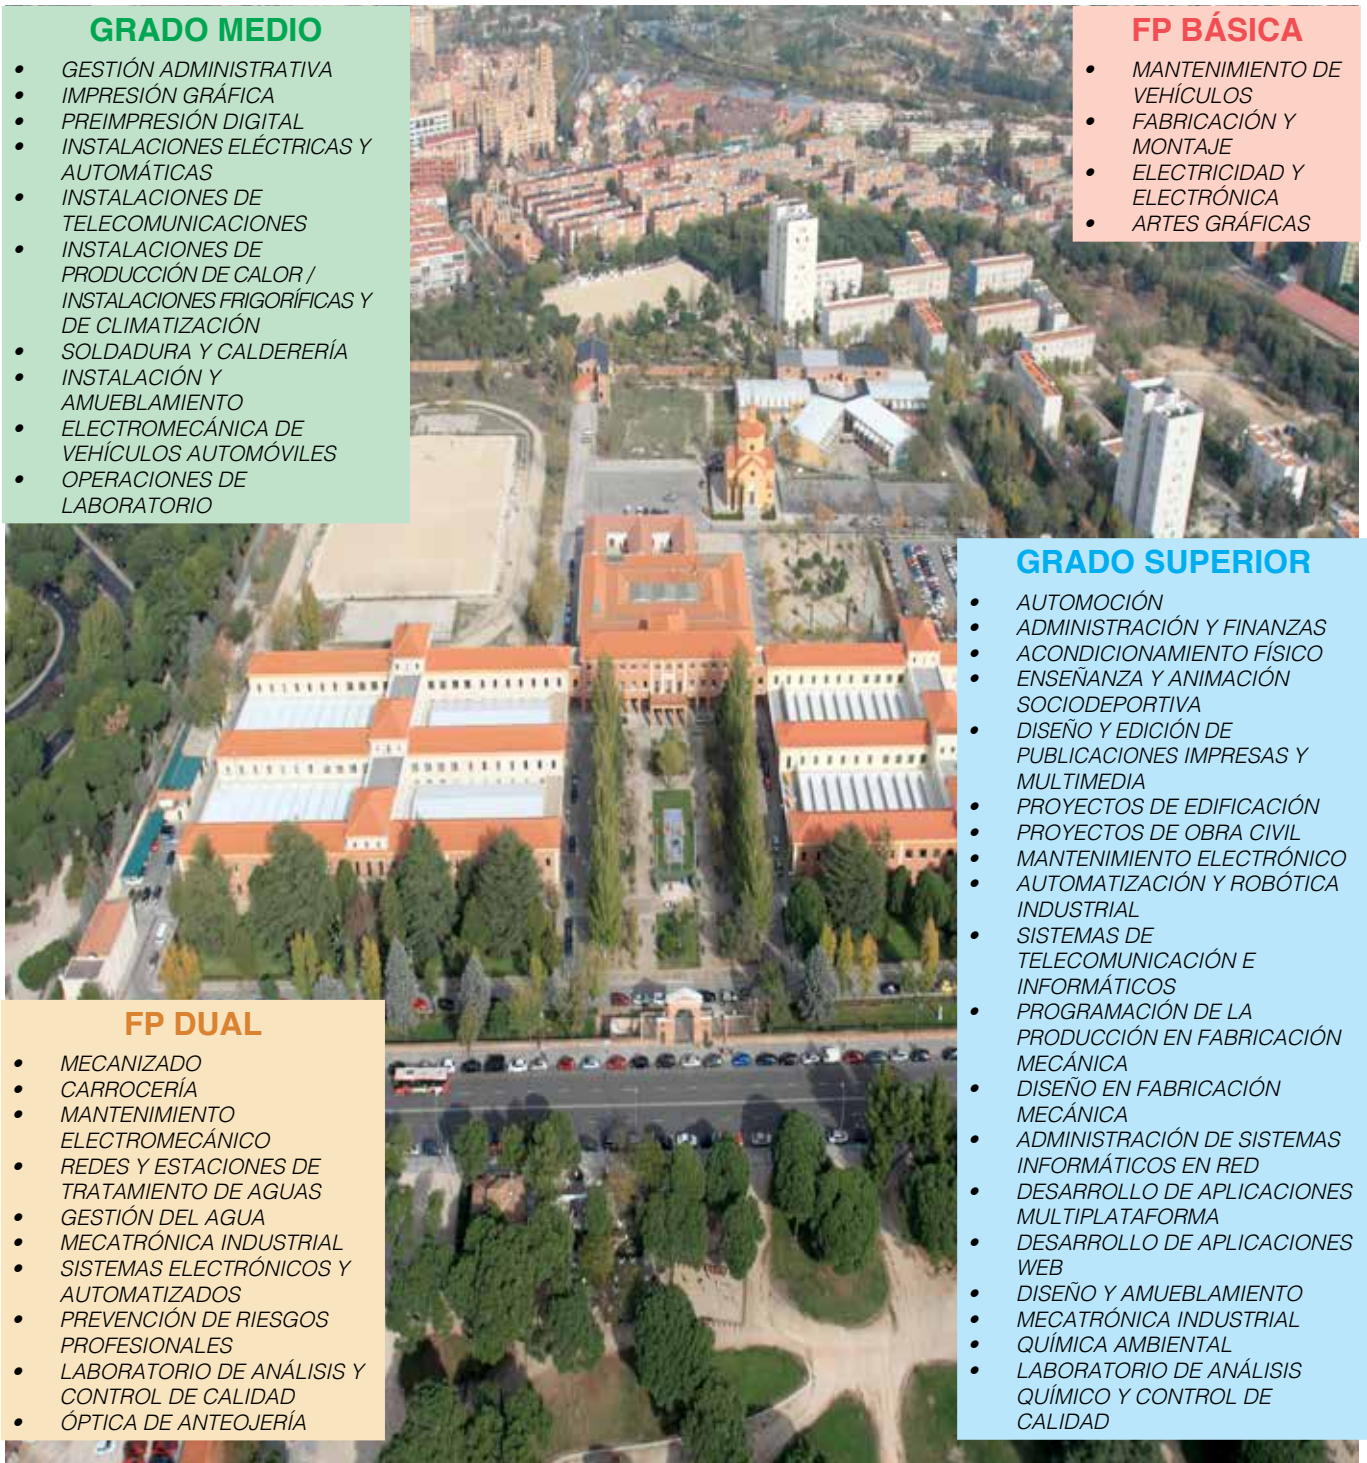 GRADO MEDIO
• GESTIÓN ADMINISTRATIVA
• IMPRESIÓN GRÁFICA
• PREIMPRESIÓN DIGITAL
• INSTALACIONES ELÉCTRICAS Y
AUTOMÁTICAS
• INSTALACIONES DE
TELECOMUNICACIONES
• INSTALACIONES DE
PRODUCCIÓN DE CALOR /
INSTALACIONES FRIGORÍFICAS Y
DE CLIMATIZACIÓN
• SOLDADURA Y CALDERERÍA
• INSTALACIÓN Y
AMUEBLAMIENTO
• ELECTROMECÁNICA DE
VEHÍCULOS AUTOMÓVILES
• OPERACIONES DE
LABORATORIO
FP BÁSICA
• MANTENIMIENTO DE
VEHÍCULOS
• FABRICACIÓN Y
MONTAJE
• ELECTRICIDAD Y
ELECTRÓNICA
• ARTES GRÁFICAS
FP DUAL
• MECANIZADO
• CARROCERÍA
• MANTENIMIENTO
ELECTROMECÁNICO
• REDES Y ESTACIONES DE
TRATAMIENTO DE AGUAS
• GESTIÓN DEL AGUA
• MECATRÓNICA INDUSTRIAL
• SISTEMAS ELECTRÓNICOS Y
AUTOMATIZADOS
• PREVENCIÓN DE RIESGOS
PROFESIONALES
• LABORATORIO DE ANÁLISIS Y
CONTROL DE CALIDAD
• ÓPTICA DE ANTEOJERÍA
GRADO SUPERIOR
• AUTOMOCIÓN
• ADMINISTRACIÓN Y FINANZAS
• ACONDICIONAMIENTO FÍSICO
• ENSEÑANZA Y ANIMACIÓN
SOCIODEPORTIVA
• DISEÑO Y EDICIÓN DE
PUBLICACIONES IMPRESAS Y
MULTIMEDIA
• PROYECTOS DE EDIFICACIÓN
• PROYECTOS DE OBRA CIVIL
• MANTENIMIENTO ELECTRÓNICO
• AUTOMATIZACIÓN Y ROBÓTICA
INDUSTRIAL
• SISTEMAS DE
TELECOMUNICACIÓN E
INFORMÁTICOS
• PROGRAMACIÓN DE LA
PRODUCCIÓN EN FABRICACIÓN
MECÁNICA
• DISEÑO EN FABRICACIÓN
MECÁNICA
• ADMINISTRACIÓN DE SISTEMAS
INFORMÁTICOS EN RED
• DESARROLLO DE APLICACIONES
MULTIPLATAFORMA
• DESARROLLO DE APLICACIONES
WEB
• DISEÑO Y AMUEBLAMIENTO
• MECATRÓNICA INDUSTRIAL
• QUÍMICA AMBIENTAL
• LABORATORIO DE ANÁLISIS
QUÍMICO Y CONTROL DE
CALIDAD